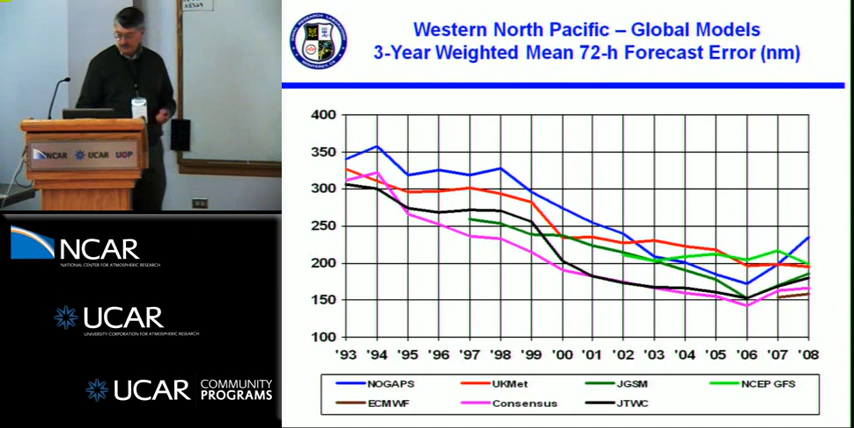 Western North Pacific – Global Models
3-Year Weighted Mean 72-h Forecast Error (nm)
NCAR UCAR UOP
NCAR
NATIONAL CENTER FOR ATMOSPHERIC RESEARCH
UCAR
UNIVERSITY CORPORATION FOR ATMOSPHERIC RESEARCH
UCAR COMMUNITY
PROGRAMS
400
350
300
250
200
150
100
'93 '94 '95 '96 '97 '98 '99 '00 '01 '02 '03 '04 '05 '06 '07 '08
NOGAPS UKMet JGSM NCEP GFS
ECMWF Consensus JTWC